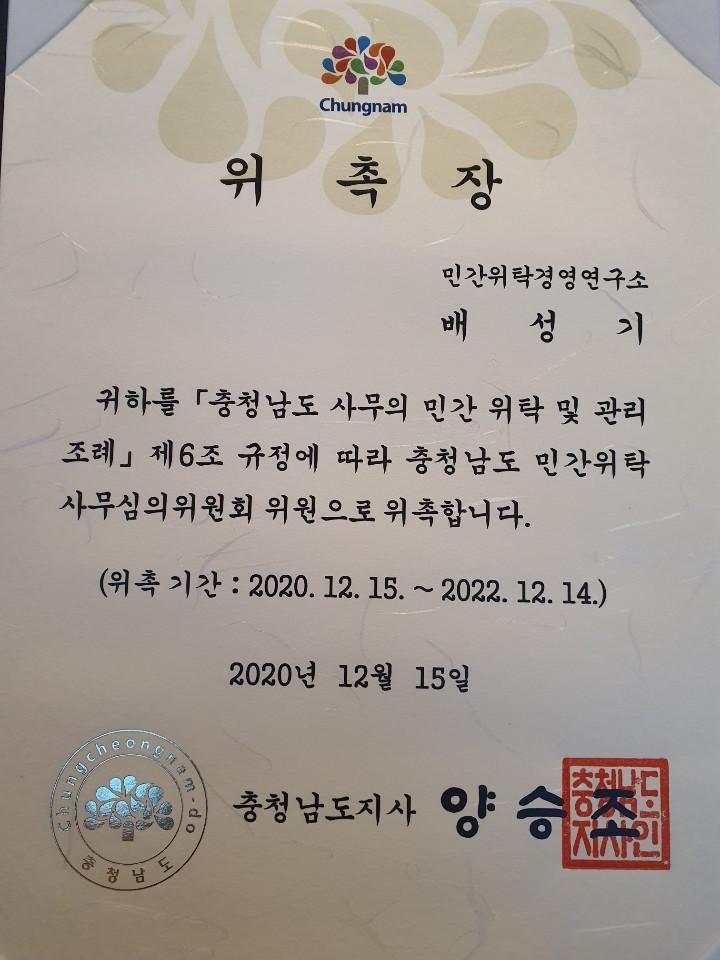 Chungnam
위 촉 장
민간위탁경영연구소
배 성 기
귀하를 「충청남도 사무의 민간 위탁 및 관리
조례」 제6조 규정에 따라 충청남도 민간위탁
사무심의위원회 위원으로 위촉합니다.
(위촉 기간 : 2020. 12. 15. ~ 2022. 12. 14.)
2020년 12월 15일
Chungcheongnam-do
충청남도
충청남도지사 양 승 조
충청남도
지사인